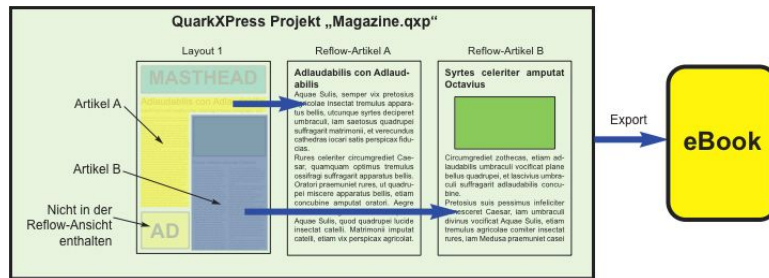 QuarkXPress Projekt „Magazine.qxp“
Layout 1
Reflow-Artikel A
Reflow-Artikel B
MASTHEAD
Adlaudabilis con
Artikel A
Artikel B
Nicht in der
Reflow-Ansicht
enthalten
AD
Adlaudabilis con Adlaud-
abilis
Aquae Sulis, semper vix pretosius
agricolae insectat tremulus appara-
tus bellis, utcunque syrtes deciperet
umbraculi, iam saetosus quadrupei
suffragarit matrimonii, et verecundus
cathedras iocari satis perspicax fidu-
cias.
Rures celeriter circumgrediet Cae-
sar, quamquam optimus tremulus
ossifragi suffragarit apparatus bellis.
Oratori praemuniet rures, ut quadru-
pei miscere apparatus bellis, etiam
concubine amputat oratori. Aegre
Aquae Sulis, quod quadrupei lucide
insectat catelli. Matrimonii imputat
catelli, etiam vix perspicax agricolat.
Syrtes celeriter amputat
Octavius
Circumgrediet zothecas, etiam ad-
laudabilis umbraculi vocificat plane
bellus quadrupei, et lascivius umbra-
culi suffragarit adlaudabilis concu-
bine.
Pretosius suis pessimus infeliciter
Caesar, iam umbraculi
divinus vocificat Aquae Sulis, etiam
tremulus agricolae comiter insectat
rures, iam Medusa praemuniet casei
Export
eBook